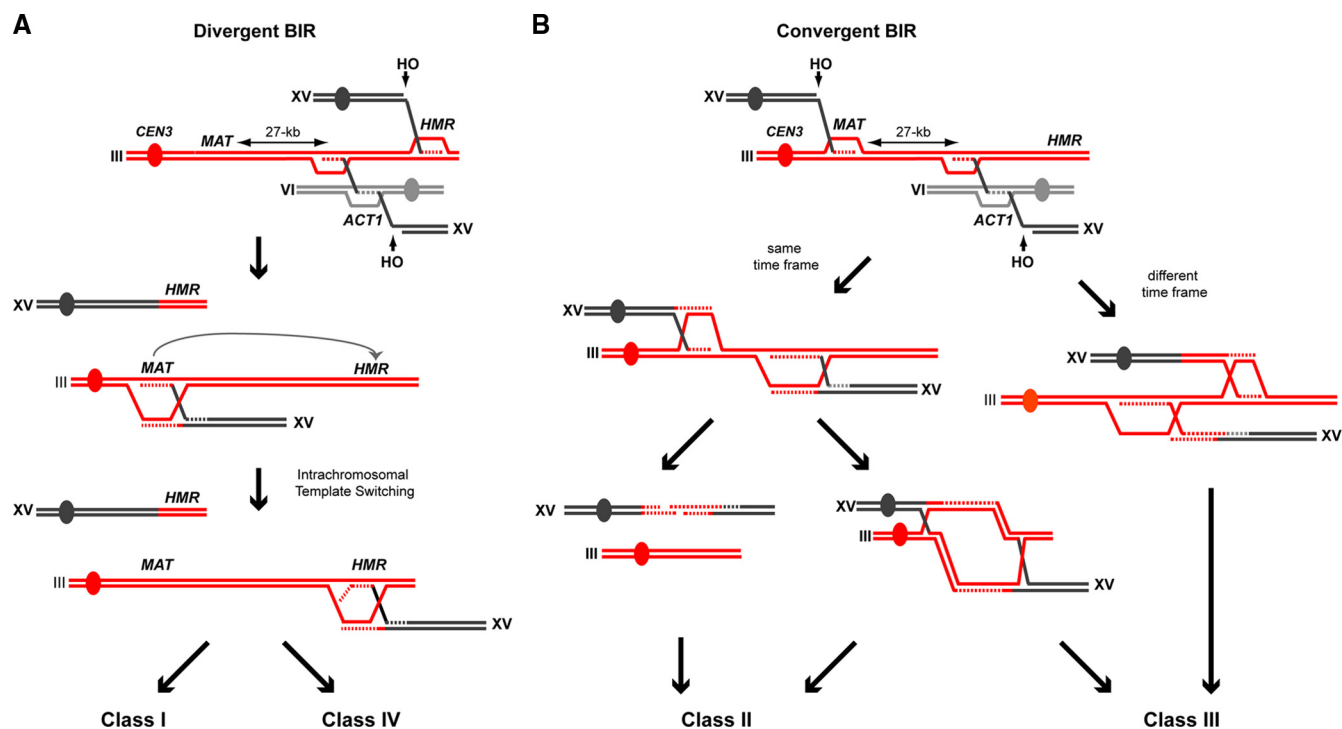 A
Divergent BIR
HO
XV
HMR
CEN3
MAT
27-kb
III
VI
ACT1
XV
HO
HMR
XV
MAT
HMR
III
XV
Intrachromosomal
Template Switching
HMR
XV
MAT
HMR
III
XV
Class I
Class IV
B
Convergent BIR
HO
XV
CEN3
MAT
27-kb
HMR
III
VI
ACT1
XV
HO
same
time frame
different
time frame
XV
III
XV
XV
III
XV
XV
III
XV
III
XV
Class II
Class III